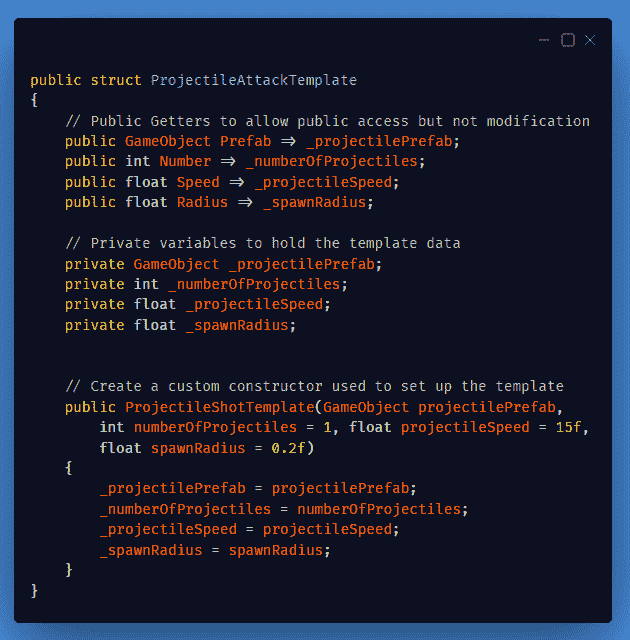 public struct ProjectileAttackTemplate
{
    // Public Getters to allow public access but not modification
    public GameObject Prefab => _projectilePrefab;
    public int Number => _numberOfProjectiles;
    public float Speed => _projectileSpeed;
    public float Radius => _spawnRadius;

    // Private variables to hold the template data
    private GameObject _projectilePrefab;
    private int _numberOfProjectiles;
    private float _projectileSpeed;
    private float _spawnRadius;


    // Create a custom constructor used to set up the template
    public ProjectileShotTemplate(GameObject projectilePrefab,
        int numberOfProjectiles = 1, float projectileSpeed = 15f,
        float spawnRadius = 0.2f)
    {
        _projectilePrefab = projectilePrefab;
        _numberOfProjectiles = numberOfProjectiles;
        _projectileSpeed = projectileSpeed;
        _spawnRadius = spawnRadius;
    }
}